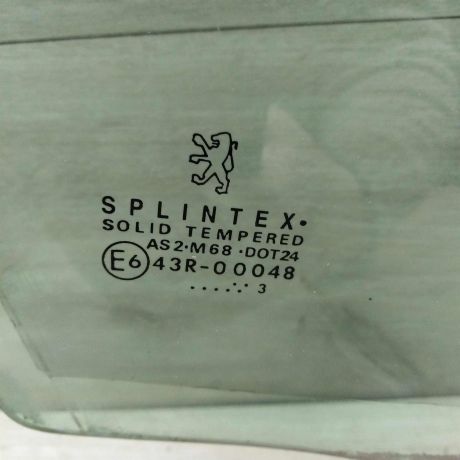 SPLINTEX•
SOLID TEMPERED
AS2•M68•DOT24
E6 43R-00048
.....∵ 3